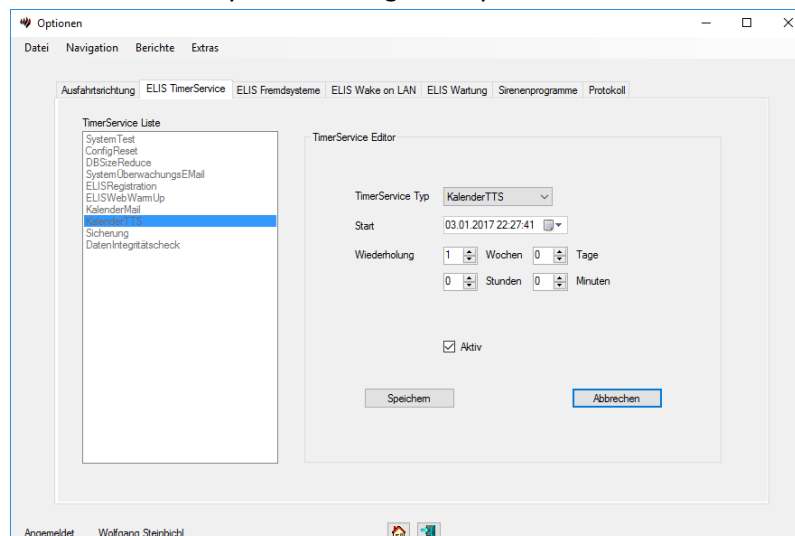 Optionen
Datei Navigation Berichte Extras
Ausfahrtsrichtung ELIS TimerService ELIS Fremdsysteme ELIS Wake on LAN ELIS Wartung Sirenenprogramme Protokoll
TimerService Liste
SystemTest
ConfigReset
DBSizeReduce
SystemÜberwachungsEMail
ELISRegistration
ELISWebWarmUp
KalenderMail
KalenderTTS
Sicherung
DatenIntegritätscheck
TimerService Editor
TimerService Typ KalenderTTS
Start 03.01.2017 22:27:41
Wiederholung 1 Wochen 0 Tage
0 Stunden 0 Minuten
Aktiv
Speichern Abbrechen
Angemeldet Wolfgang Steinbichl